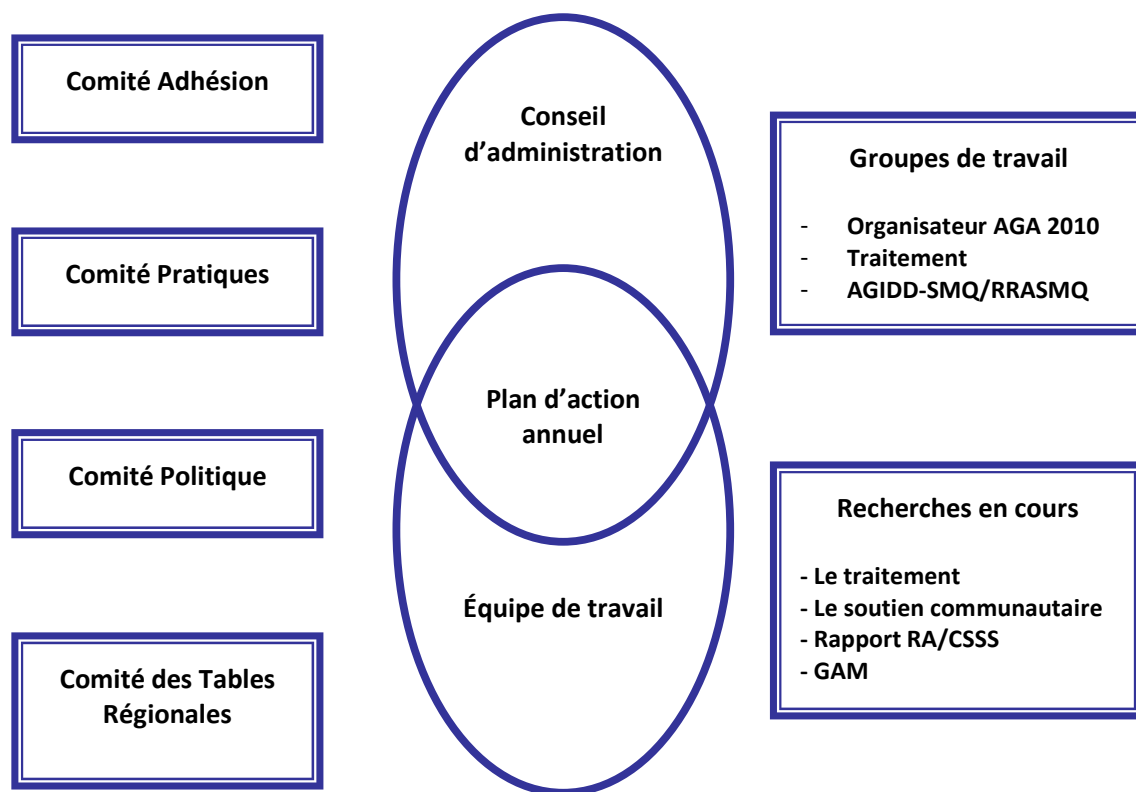 Comité Adhésion
Comité Pratiques
Comité Politique
Comité des Tables
Régionales
Conseil
d’administration
Plan d’action
annuel
Équipe de travail
Groupes de travail
- Organisateur AGA 2010
- Traitement
- AGIDD-SMQ/RRASMQ
Recherches en cours
- Le traitement
- Le soutien communautaire
- Rapport RA/CSSS
- GAM